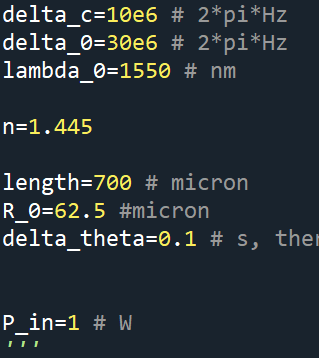 delta_c=10e6 # 2*pi*Hz
delta_0=30e6 # 2*pi*Hz
lambda_0=1550 # nm
n=1.445
length=700 # micron
R_0=62.5 #micron
delta_theta=0.1 # s, ther
P_in=1 # W
'''